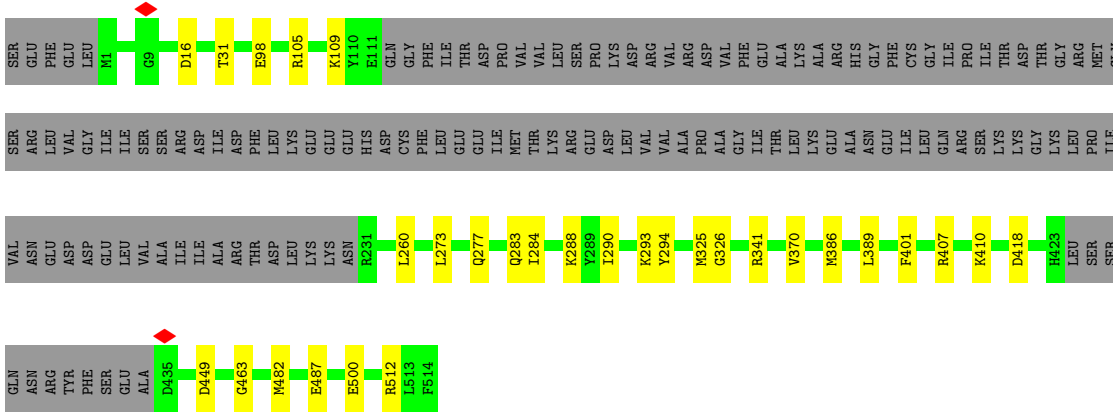 SER GLU PHE GLU LEU M1 G9 D16 T31 E98 R105 K109 Y110 E111 GLN GLY PHE ILE THR ASP PRO VAL VAL LEU SER PRO LYS ASP ARG VAL ARG ASP VAL PHE GLU ALA LYS ALA ARG HIS GLY PHE CYS GLY ILE PRO ILE THR ASP THR GLY ARG MET
SER ARG LEU VAL GLY ILE ILE SER SER ARG ASP ILE ASP PHE LEU LYS GLU GLU GLU HIS ASP CYS PHE LEU GLU GLU ILE MET THR LYS ARG GLU ASP LEU VAL VAL ALA PRO ALA GLY ILE THR LEU LYS GLU ALA ASN GLU ILE LEU GLN ARG SER LYS LYS GLY LYS LEU PRO ILE
VAL ASN GLU ASP ASP GLU LEU VAL ALA ILE ILE ALA ARG THR ASP LEU LYS LYS ASN R231 L260 L273 Q277 Q283 I284 K288 Y289 I290 K293 Y294 M325 G326 R341 V370 M386 L389 F401 R407 K410 D418 H423 LEU SER SER
GLN ASN ARG TYR PHE SER GLU ALA D435 D449 G463 M482 E487 E500 R512 L513 F514